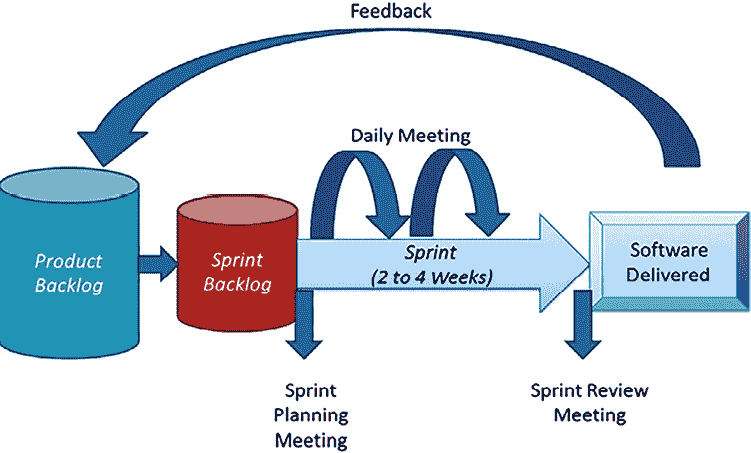 Feedback
Daily Meeting
Product
Backlog
Sprint
Backlog
Sprint
(2 to 4 Weeks)
Software
Delivered
Sprint
Planning
Meeting
Sprint Review
Meeting